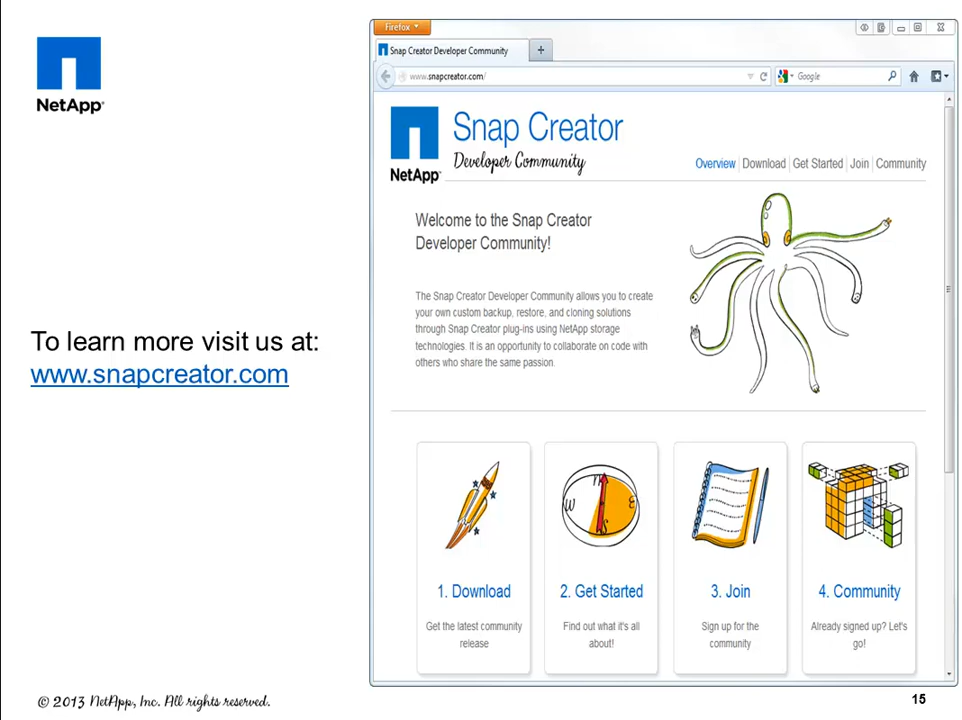 NetApp®
To learn more visit us at:
www.snapcreator.com
Firefox
Snap Creator Developer Community
+
www.snapcreator.com/
Google
NetApp®
Snap Creator
Developer Community
Overview | Download | Get Started | Join | Community
Welcome to the Snap Creator
Developer Community!
The Snap Creator Developer Community allows you to create
your own custom backup, restore, and cloning solutions
through Snap Creator plug-ins using NetApp storage
technologies. It is an opportunity to collaborate on code with
others who share the same passion.
n
W
E
S
1. Download
Get the latest community
release
2. Get Started
Find out what it's all
about!
3. Join
Sign up for the
community
4. Community
Already signed up? Let's
go!
© 2013 NetApp, Inc. All rights reserved.
15